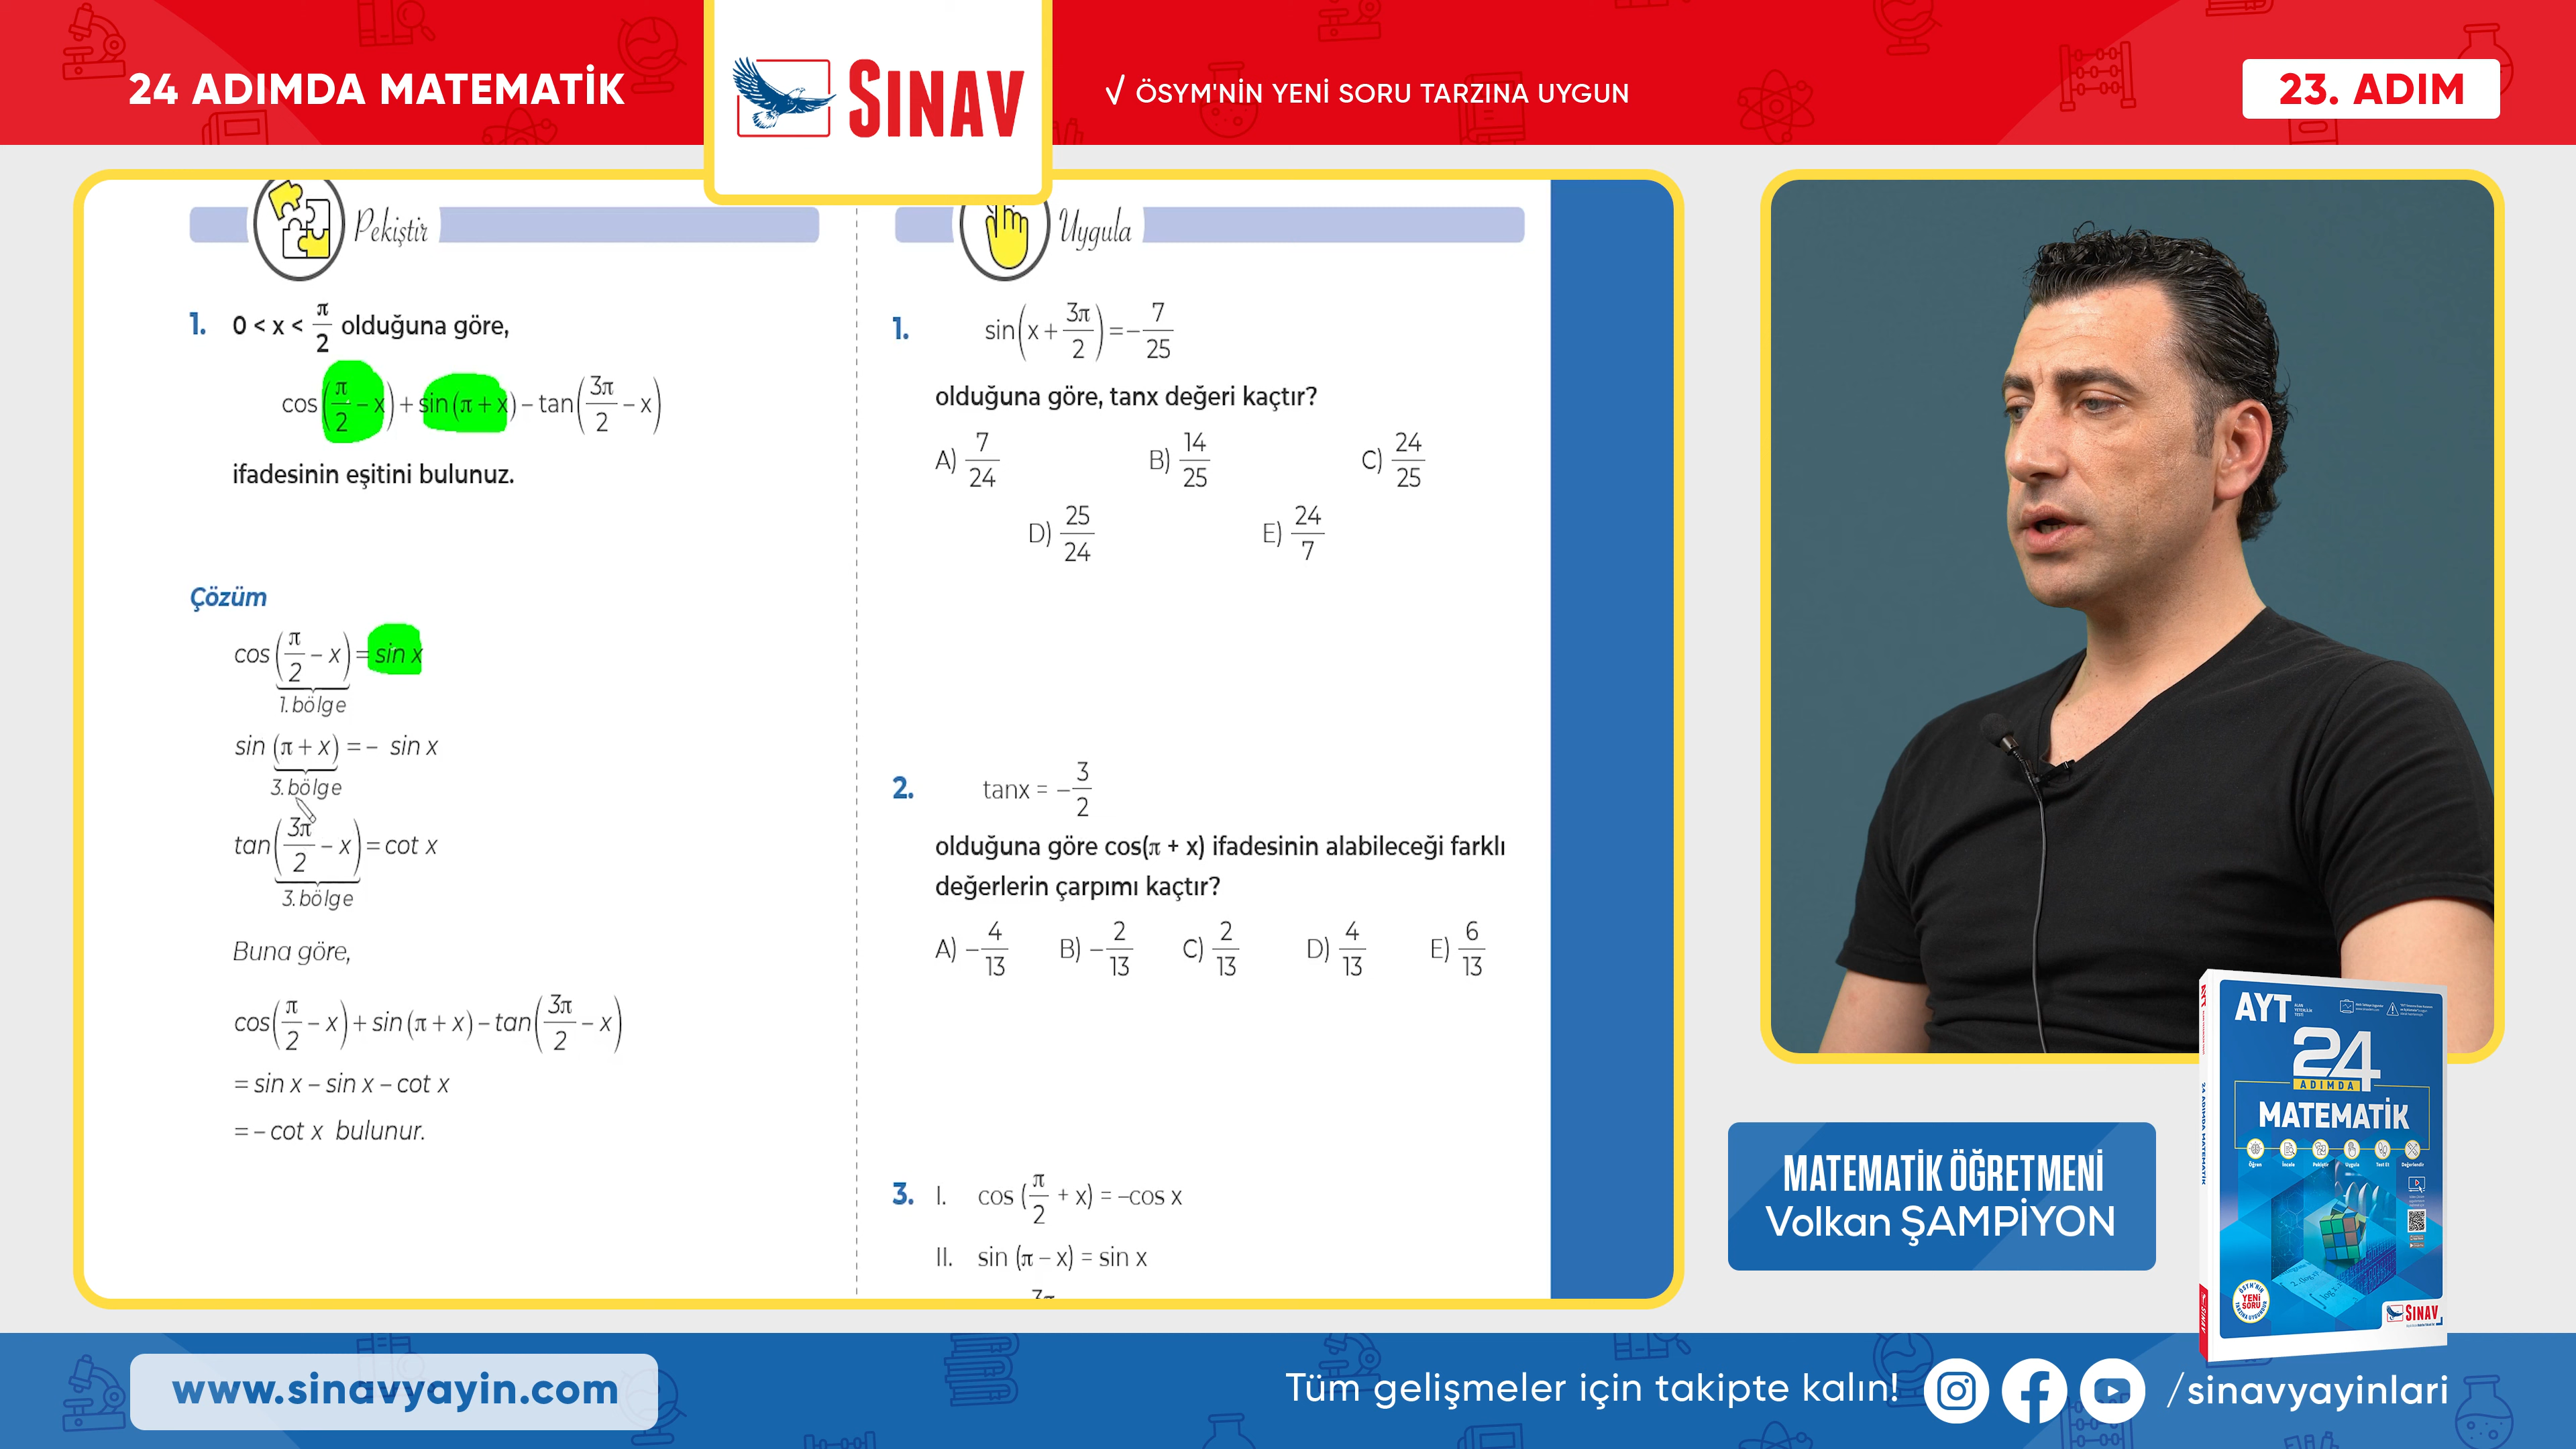 24 ADIMDA MATEMATİK
SINAV
√ ÖSYM'NİN YENİ SORU TARZINA UYGUN
23. ADIM
Pekiştir
1. 0 < x < π/2 olduğuna göre,
cos(π/2 − x) + sin(π + x) − tan(3π/2 − x)
ifadesinin eşitini bulunuz.
Çözüm
cos(π/2 − x) = sin x
1. bölge
sin (π + x) = − sin x
3. bölge
tan(3π/2 − x) = cot x
3. bölge
Buna göre,
cos(π/2 − x) + sin (π + x) − tan(3π/2 − x)
= sin x − sin x − cot x
= − cot x bulunur.
Uygula
1. sin(x + 3π/2) = −7/25
olduğuna göre, tanx değeri kaçtır?
A) 7/24 B) 14/25 C) 24/25
D) 25/24 E) 24/7
2. tanx = −3/2
olduğuna göre cos(π + x) ifadesinin alabileceği farklı
değerlerin çarpımı kaçtır?
A) −4/13 B) −2/13 C) 2/13 D) 4/13 E) 6/13
3. I. cos (π/2 + x) = −cos x
II. sin (π − x) = sin x
MATEMATİK ÖĞRETMENİ
Volkan ŞAMPİYON
AYT
24
ADIMDA
MATEMATİK
YENİ
SORU
SINAV
www.sinavyayin.com
Tüm gelişmeler için takipte kalın!
/sinavyayinlari